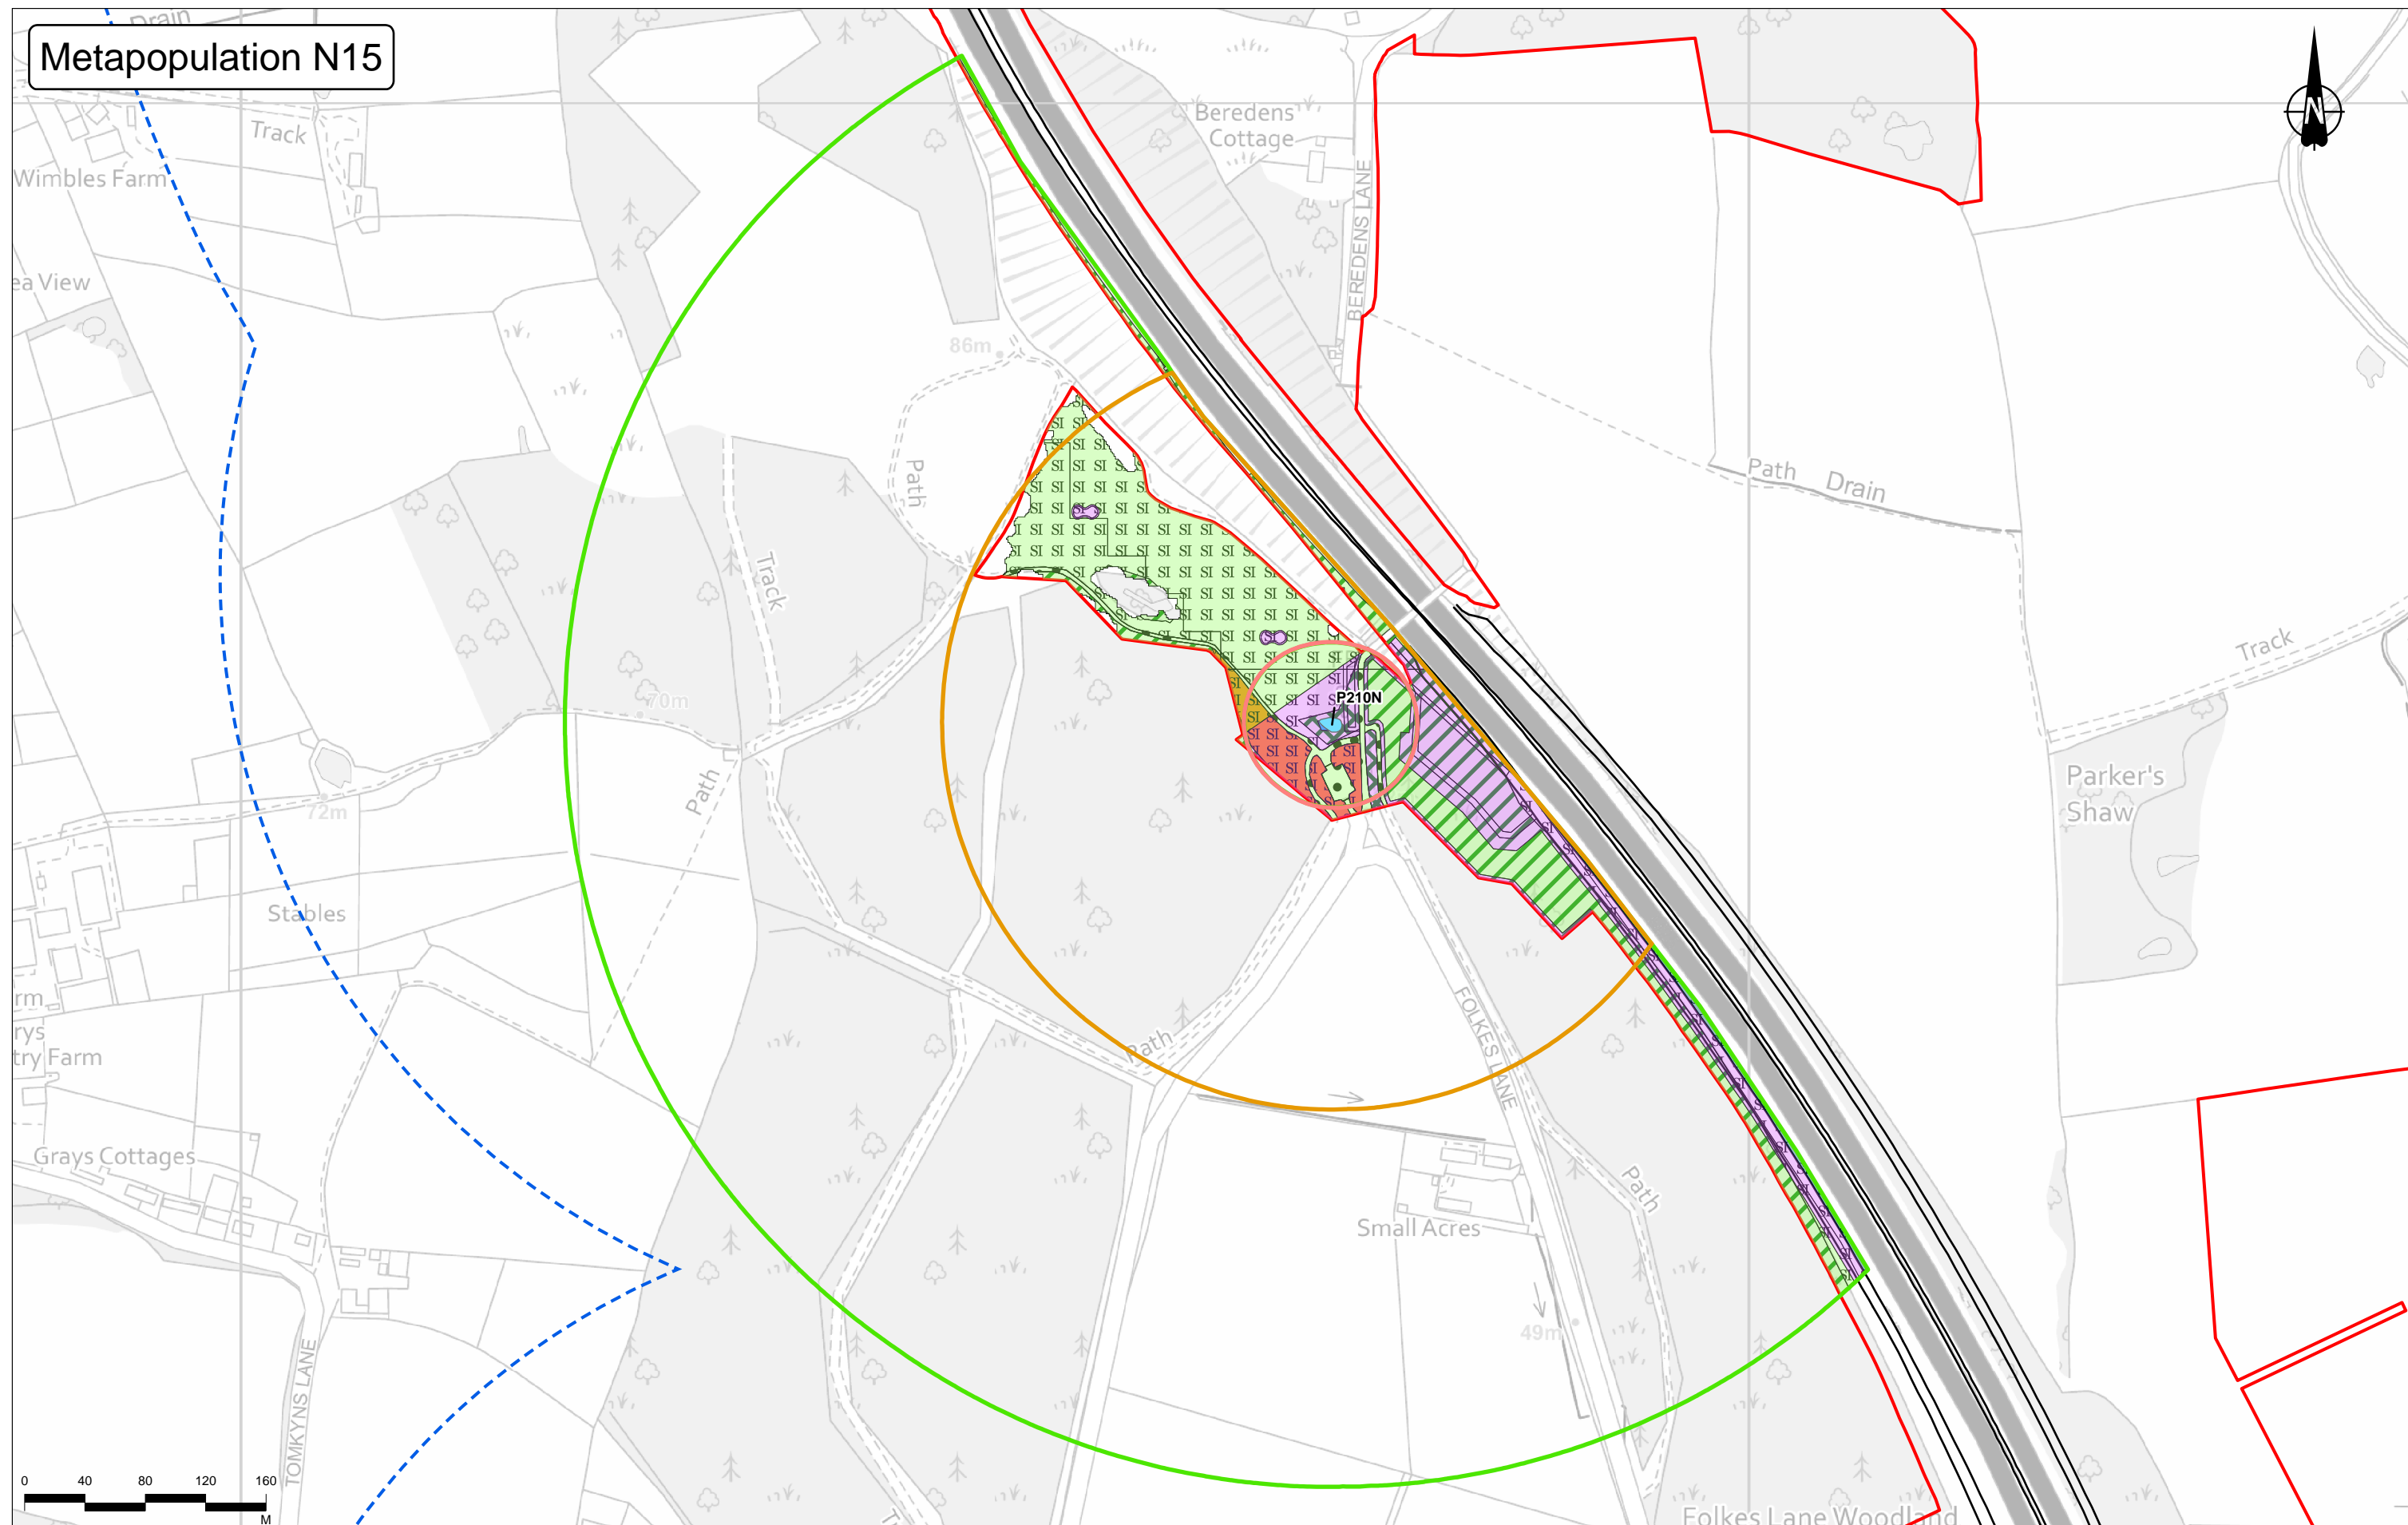 Metapopulation N15
Drain
Track
Wimbles Farm
ea View
Beredens
Cottage
BEREDENS LANE
N
86m
Path
Path
Drain
Track
Track
70m
P210N
Parker's
Shaw
72m
Path
Stables
rm
rys
try Farm
Path
FOLKES LANE
Path
Grays Cottages
Small Acres
49m
TOMKYNS LANE
Folkes Lane Woodland
0 40 80 120 160
M